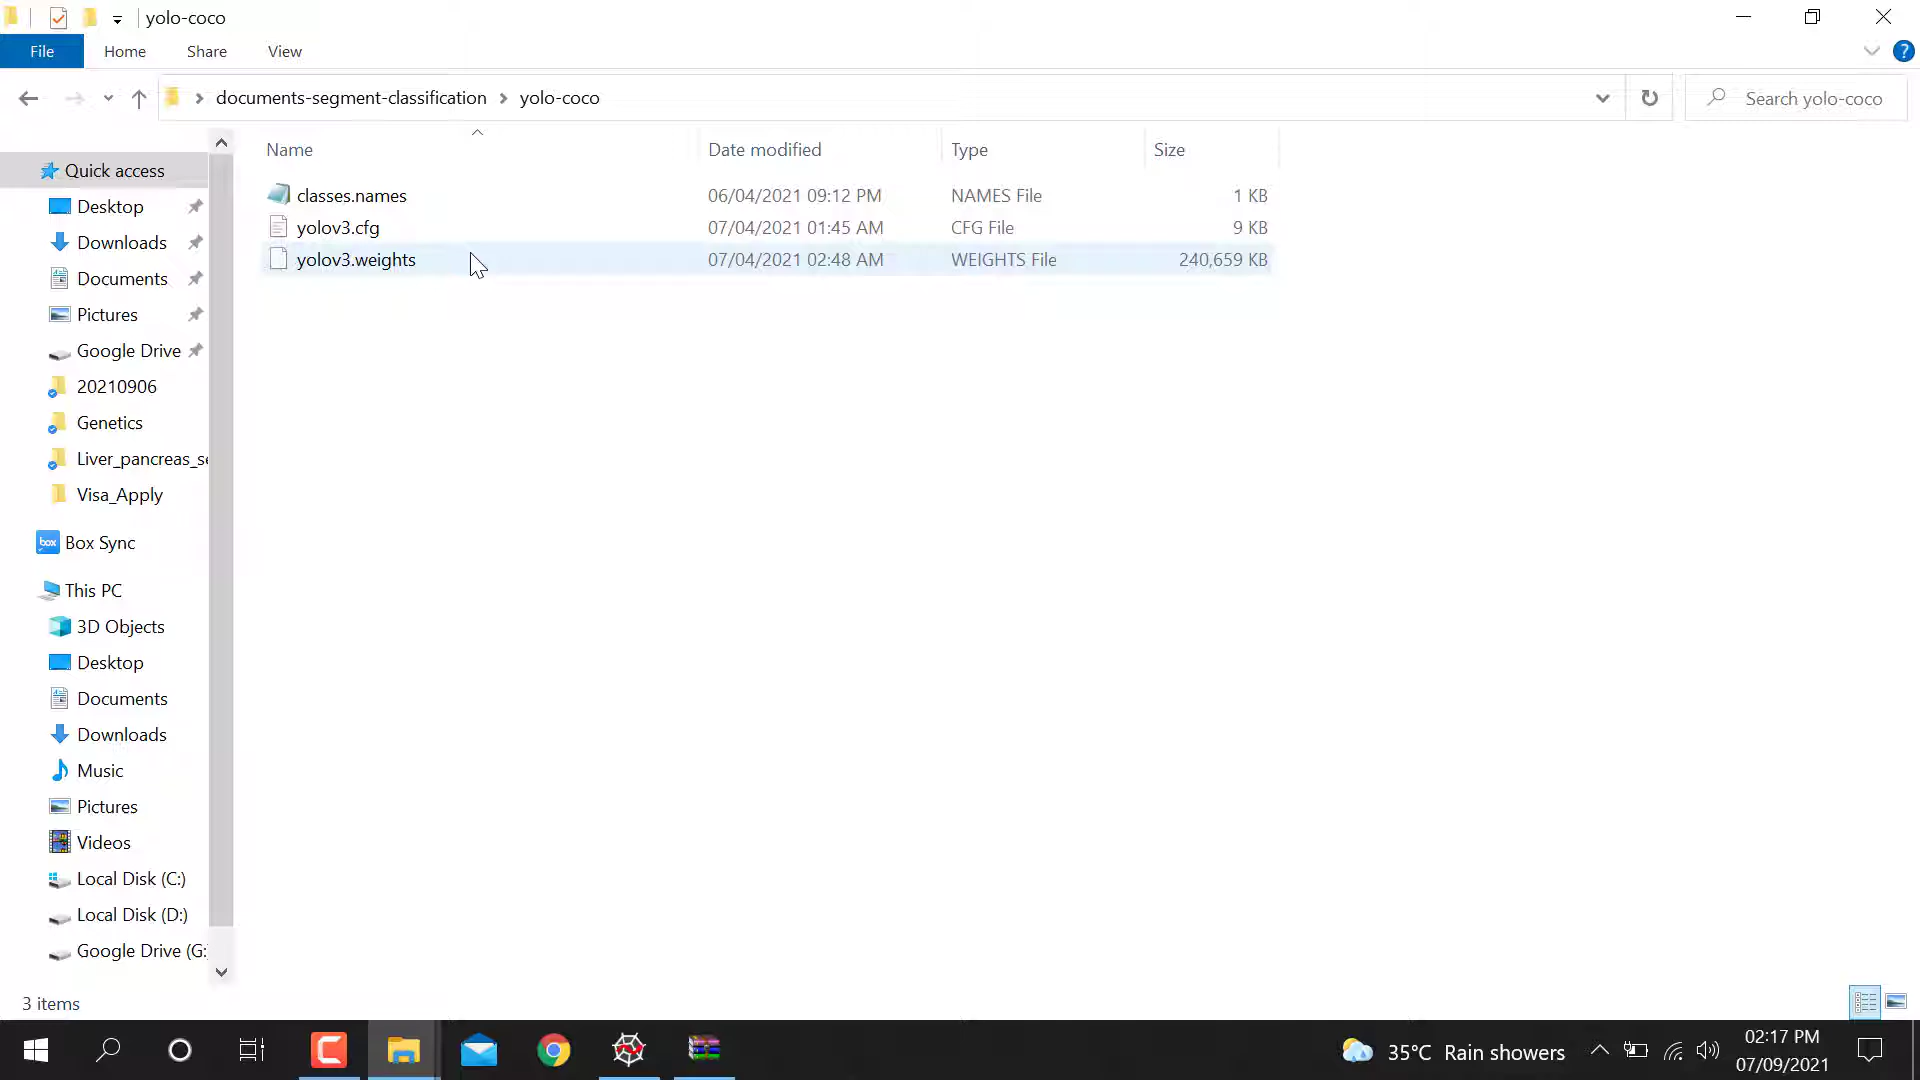 yolo-coco
File Home Share View
documents-segment-classification yolo-coco Search yolo-coco
Name Date modified Type Size
classes.names 06/04/2021 09:12 PM NAMES File 1 KB
yolov3.cfg 07/04/2021 01:45 AM CFG File 9 KB
yolov3.weights 07/04/2021 02:48 AM WEIGHTS File 240,659 KB
Quick access
Desktop
Downloads
Documents
Pictures
Google Drive
20210906
Genetics
Liver_pancreas_se
Visa_Apply
box Box Sync
This PC
3D Objects
Desktop
Documents
Downloads
Music
Pictures
Videos
Local Disk (C:)
Local Disk (D:)
Google Drive (G:
3 items
35°C Rain showers 02:17 PM
07/09/2021